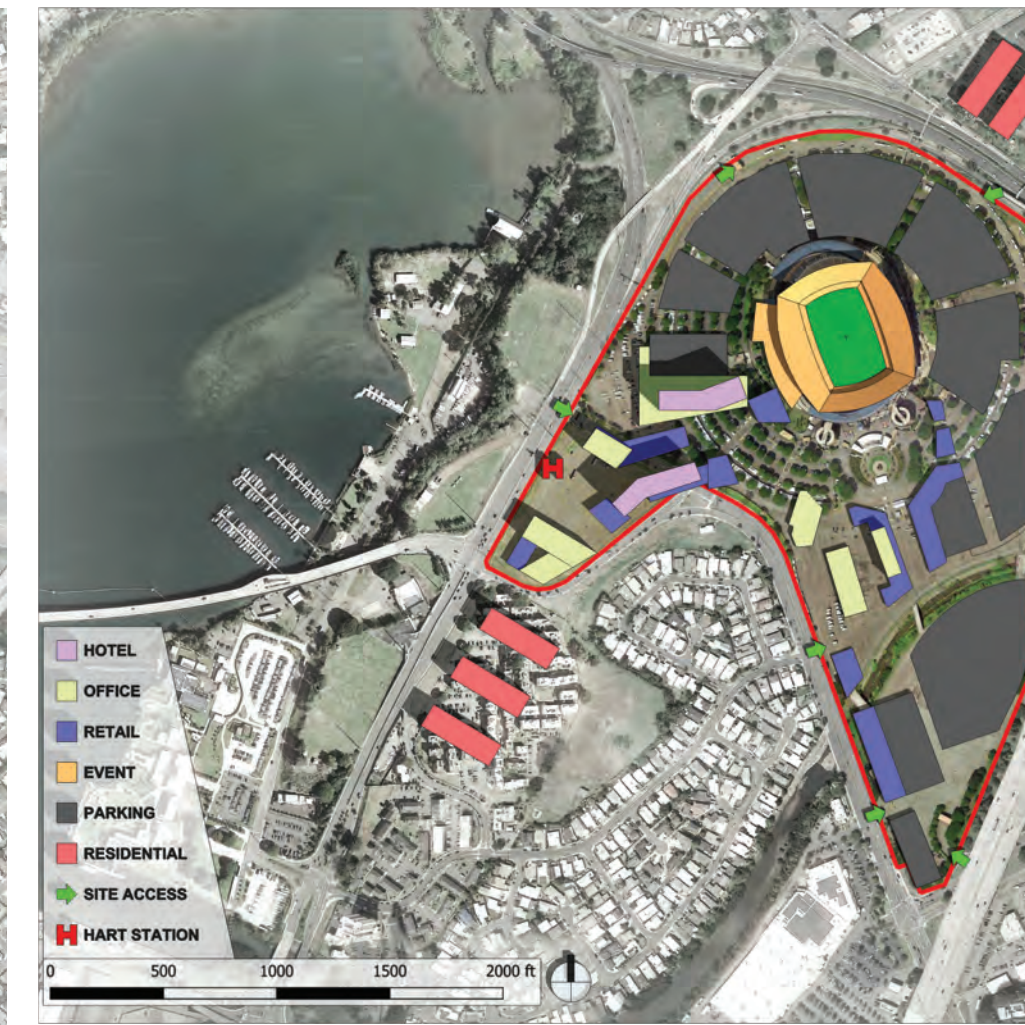 HOTEL
OFFICE
RETAIL
EVENT
PARKING
RESIDENTIAL
SITE ACCESS
H HART STATION
0 500 1000 1500 2000 ft
H